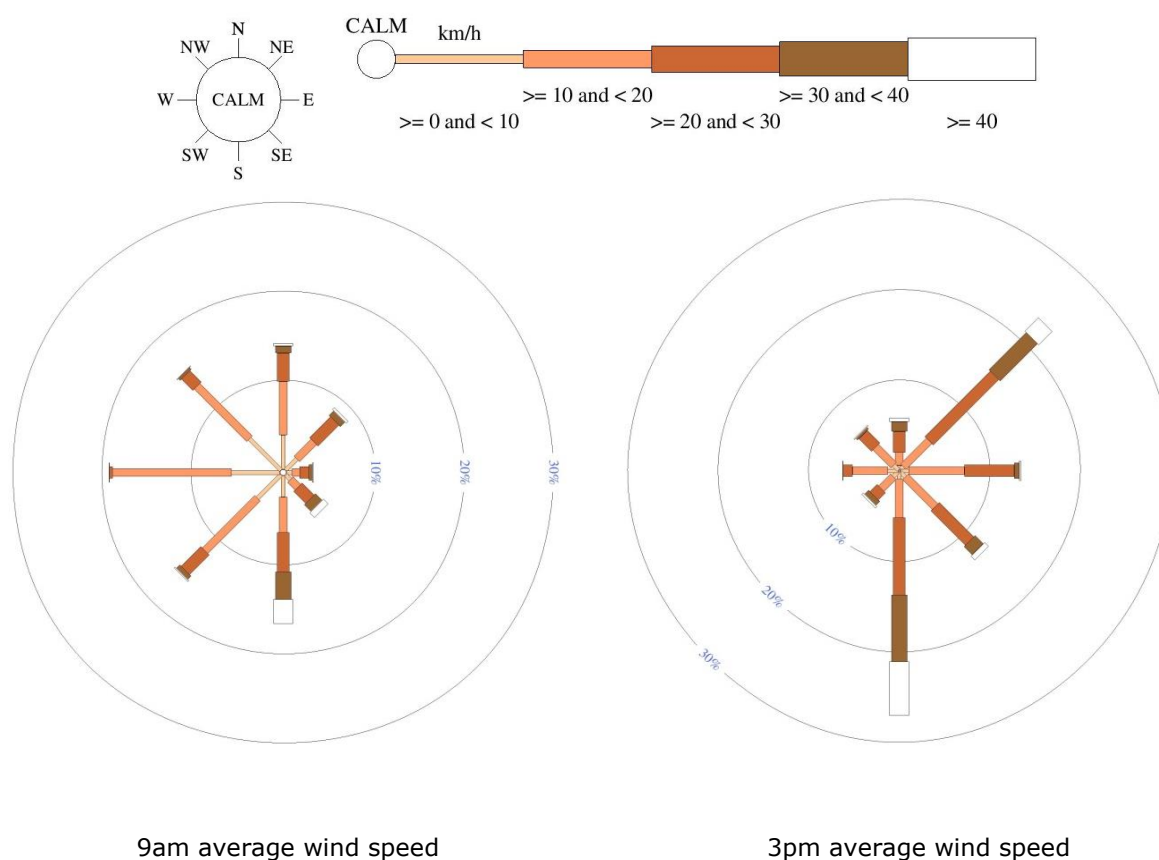 N
NW NE
W CALM E
SW SE
S
CALM
km/h
>= 10 and < 20 >= 30 and < 40
>= 0 and < 10 >= 20 and < 30 >= 40
10% 20% 30%
10%
20%
30%
9am average wind speed 3pm average wind speed